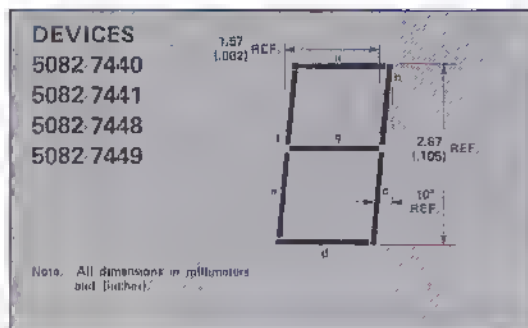 DEVICES
5082-7440
5082-7441
5082-7448
5082-7449
REF.
b
f
g
2.67
(.105) REF.
e
c
10°
REF.
d
Note. All dimensions in millimeters
and (inches).